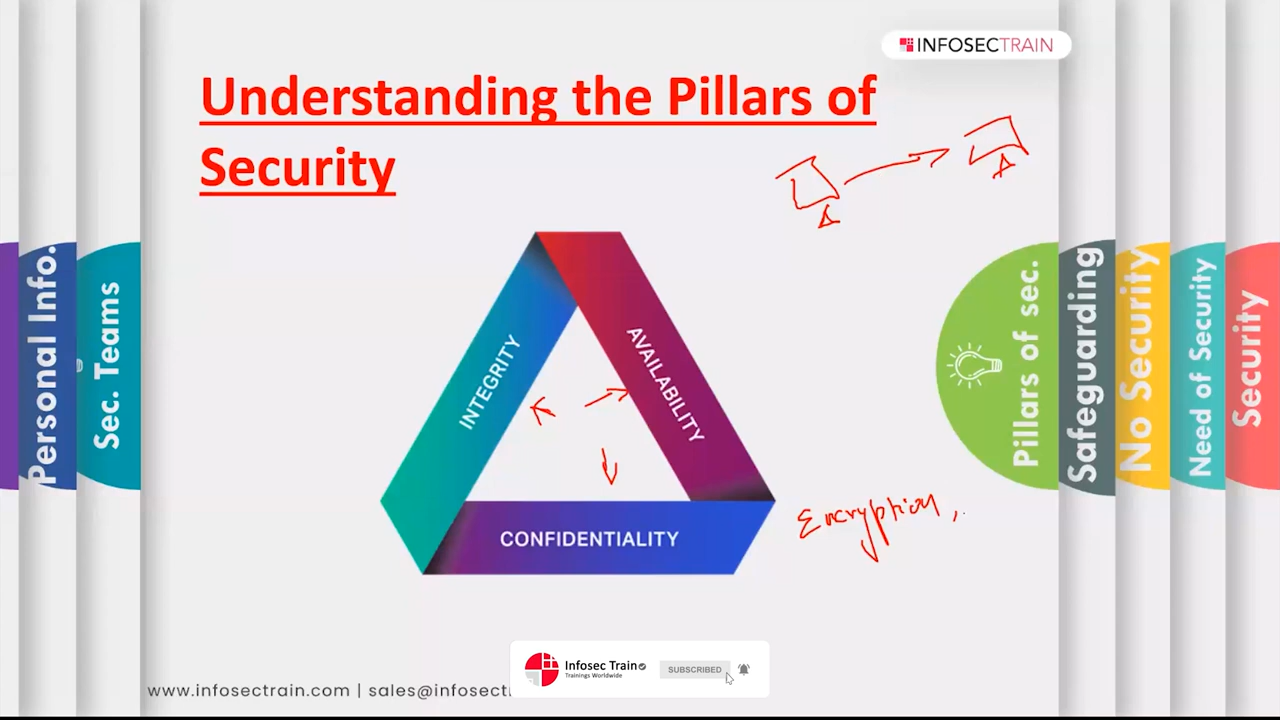 INFOSECTRAIN
Understanding the Pillars of
Security
Personal Info.
Sec. Teams
INTEGRITY
AVAILABILITY
CONFIDENTIALITY
Encryption,
Pillars of sec.
Safeguarding
No Security
Need of Security
Security
Infosec Train
Trainings Worldwide
SUBSCRIBED
www.infosectrain.com | sales@infosect